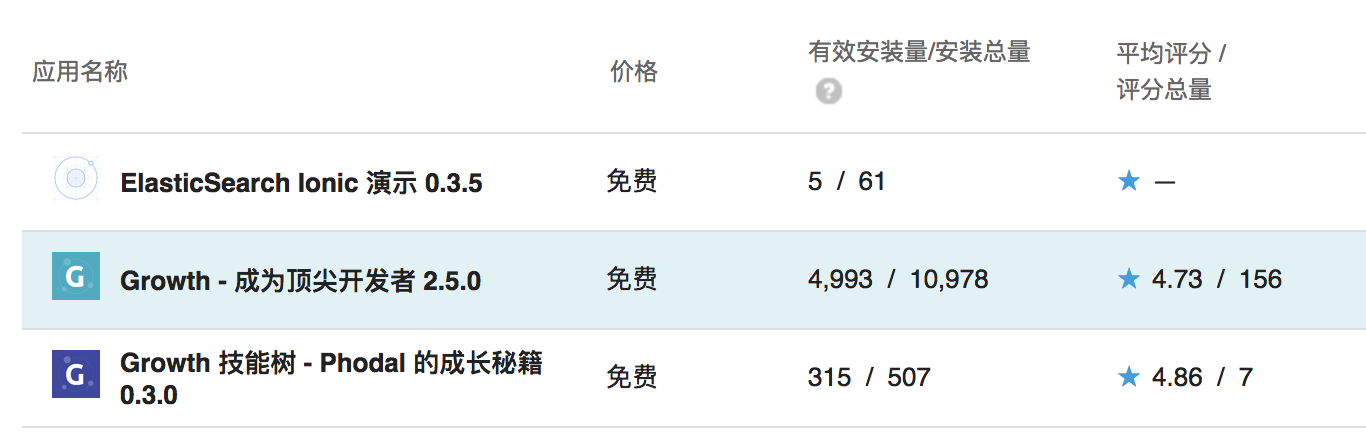 应用名称
价格
有效安装量/安装总量
?
平均评分 /
评分总量
ElasticSearch Ionic 演示 0.3.5
免费
5 / 61
★ —
G
Growth - 成为顶尖开发者 2.5.0
免费
4,993 / 10,978
★ 4.73 / 156
G
Growth 技能树 - Phodal 的成长秘籍
0.3.0
免费
315 / 507
★ 4.86 / 7